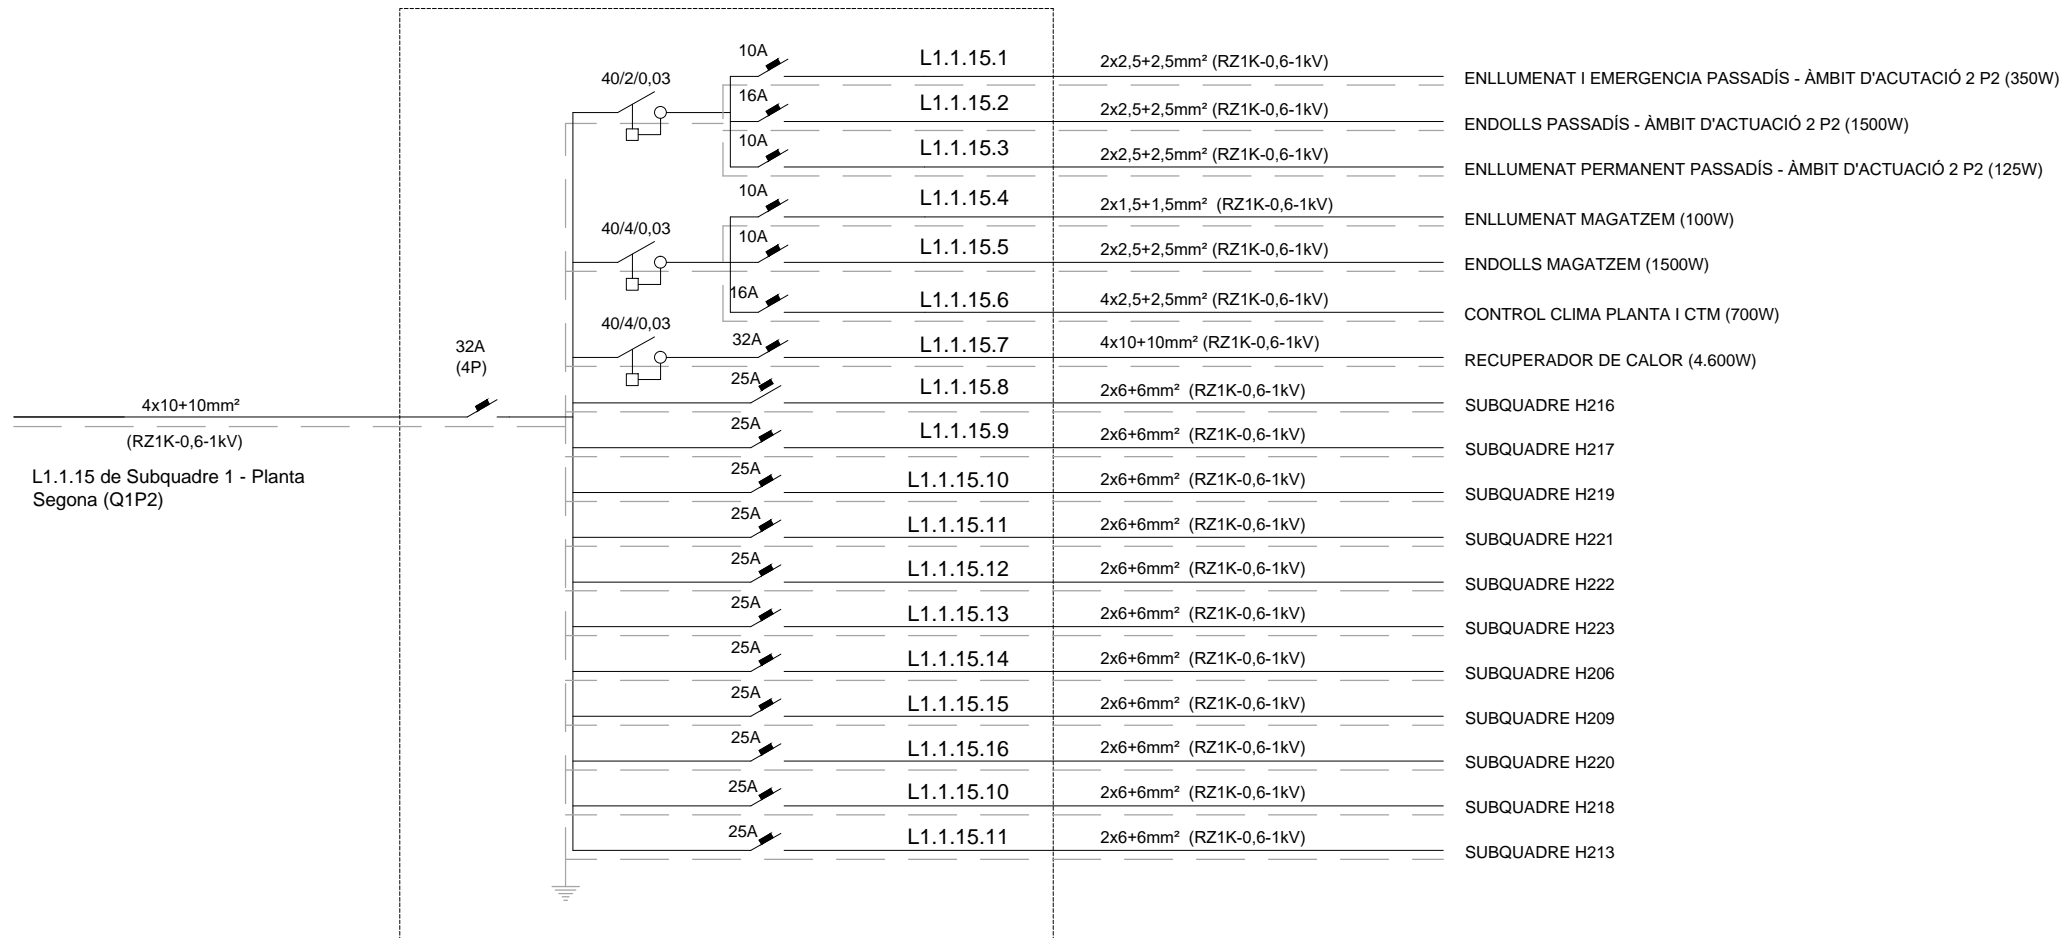 10A
L1.1.15.1
2x2,5+2,5mm² (RZ1K-0,6-1kV)
ENLLUMENAT I EMERGENCIA PASSADÍS - ÀMBIT D'ACUTACIÓ 2 P2 (350W)
40/2/0,03
16A
L1.1.15.2
2x2,5+2,5mm² (RZ1K-0,6-1kV)
ENDOLLS PASSADÍS - ÀMBIT D'ACTUACIÓ 2 P2 (1500W)
10A
L1.1.15.3
2x2,5+2,5mm² (RZ1K-0,6-1kV)
ENLLUMENAT PERMANENT PASSADÍS - ÀMBIT D'ACTUACIÓ 2 P2 (125W)
10A
L1.1.15.4
2x1,5+1,5mm² (RZ1K-0,6-1kV)
ENLLUMENAT MAGATZEM (100W)
40/4/0,03
10A
L1.1.15.5
2x2,5+2,5mm² (RZ1K-0,6-1kV)
ENDOLLS MAGATZEM (1500W)
16A
L1.1.15.6
4x2,5+2,5mm² (RZ1K-0,6-1kV)
CONTROL CLIMA PLANTA I CTM (700W)
40/4/0,03
32A
L1.1.15.7
4x10+10mm² (RZ1K-0,6-1kV)
RECUPERADOR DE CALOR (4.600W)
32A
(4P)
25A
L1.1.15.8
2x6+6mm² (RZ1K-0,6-1kV)
SUBQUADRE H216
4x10+10mm²
(RZ1K-0,6-1kV)
L1.1.15 de Subquadre 1 - Planta
Segona (Q1P2)
25A
L1.1.15.9
2x6+6mm² (RZ1K-0,6-1kV)
SUBQUADRE H217
25A
L1.1.15.10
2x6+6mm² (RZ1K-0,6-1kV)
SUBQUADRE H219
25A
L1.1.15.11
2x6+6mm² (RZ1K-0,6-1kV)
SUBQUADRE H221
25A
L1.1.15.12
2x6+6mm² (RZ1K-0,6-1kV)
SUBQUADRE H222
25A
L1.1.15.13
2x6+6mm² (RZ1K-0,6-1kV)
SUBQUADRE H223
25A
L1.1.15.14
2x6+6mm² (RZ1K-0,6-1kV)
SUBQUADRE H206
25A
L1.1.15.15
2x6+6mm² (RZ1K-0,6-1kV)
SUBQUADRE H209
25A
L1.1.15.16
2x6+6mm² (RZ1K-0,6-1kV)
SUBQUADRE H220
25A
L1.1.15.10
2x6+6mm² (RZ1K-0,6-1kV)
SUBQUADRE H218
25A
L1.1.15.11
2x6+6mm² (RZ1K-0,6-1kV)
SUBQUADRE H213